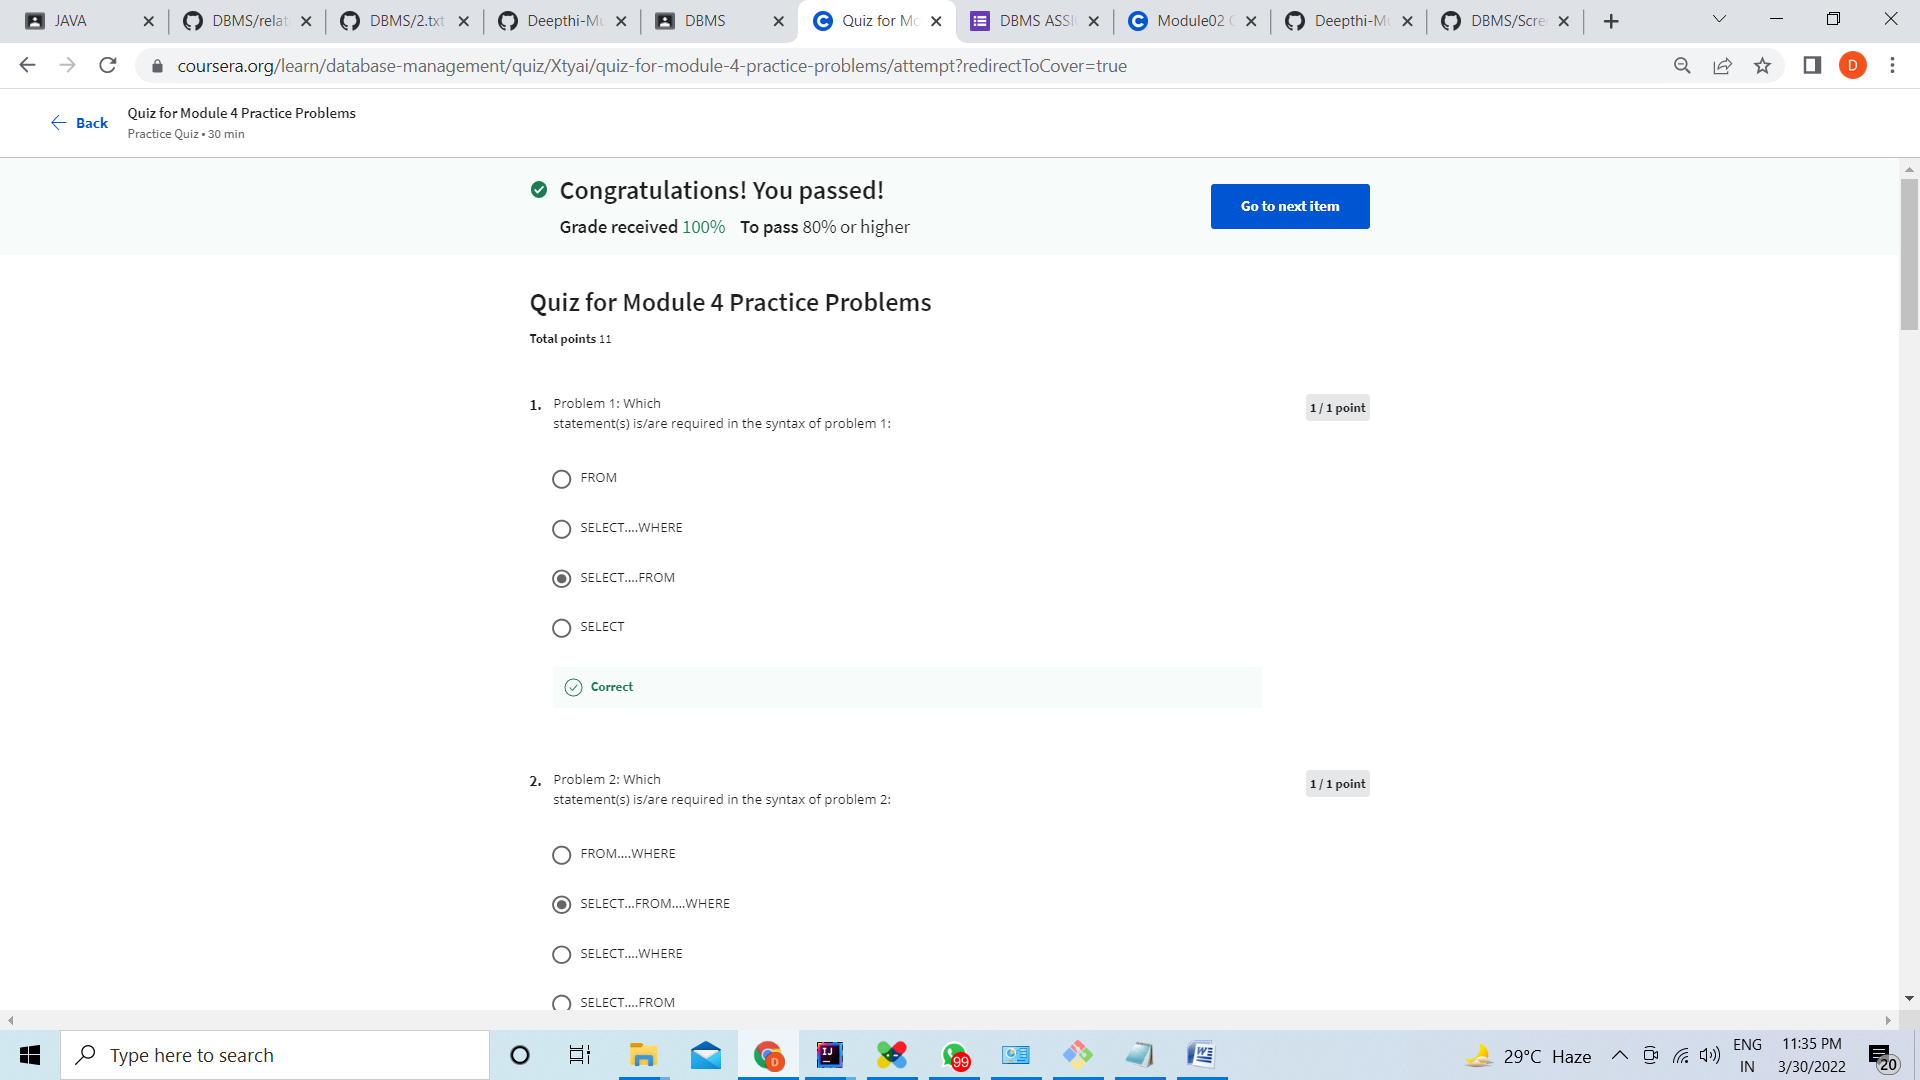 JAVA
DBMS/relat
DBMS/2.txt
Deepthi-Mu
DBMS
Quiz for Mo
DBMS ASSI
Module02
Deepthi-Mu
DBMS/Scre
coursera.org/learn/database-management/quiz/Xtyai/quiz-for-module-4-practice-problems/attempt?redirectToCover=true
D
Back
Quiz for Module 4 Practice Problems
Practice Quiz • 30 min
Congratulations! You passed!
Grade received 100% To pass 80% or higher
Go to next item
Quiz for Module 4 Practice Problems
Total points 11
1. Problem 1: Which
statement(s) is/are required in the syntax of problem 1:
1 / 1 point
FROM
SELECT....WHERE
SELECT....FROM
SELECT
Correct
2. Problem 2: Which
statement(s) is/are required in the syntax of problem 2:
1 / 1 point
FROM....WHERE
SELECT...FROM....WHERE
SELECT....WHERE
SELECT....FROM
Type here to search
D
IJ
99
W
29°C Haze
ENG
IN
11:35 PM
3/30/2022
20